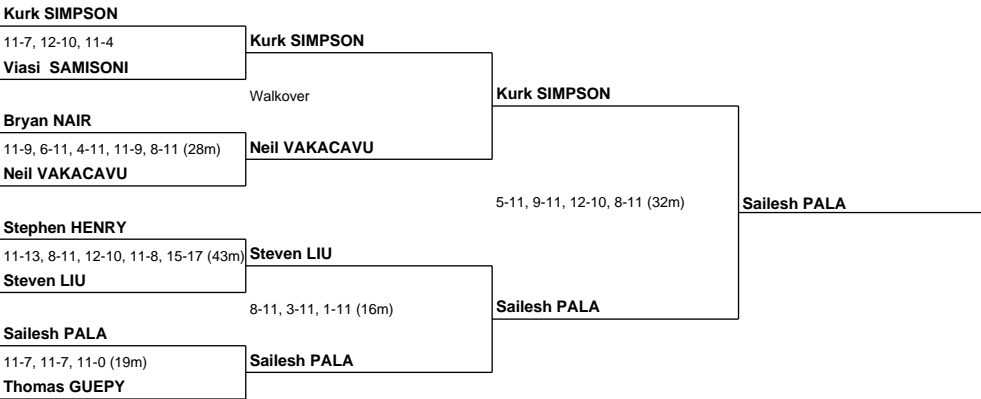 Kurk SIMPSON
11-7, 12-10, 11-4
Viasi SAMISONI
Bryan NAIR
11-9, 6-11, 4-11, 11-9, 8-11 (28m)
Neil VAKACAVU
Stephen HENRY
11-13, 8-11, 12-10, 11-8, 15-17 (43m)
Steven LIU
Sailesh PALA
11-7, 11-7, 11-0 (19m)
Thomas GUEPY
Kurk SIMPSON
Walkover
Neil VAKACAVU
Steven LIU
8-11, 3-11, 1-11 (16m)
Sailesh PALA
Kurk SIMPSON
5-11, 9-11, 12-10, 8-11 (32m)
Sailesh PALA
Sailesh PALA